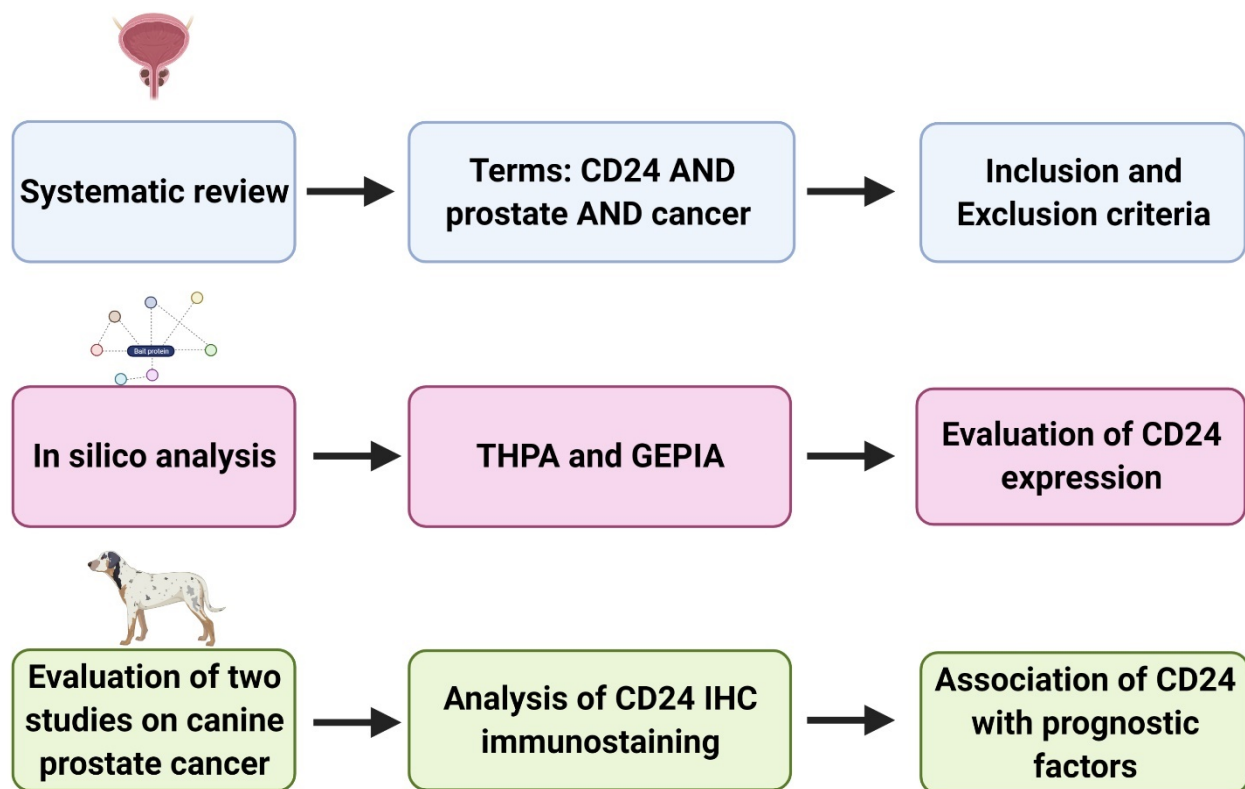 Systematic review
Terms: CD24 AND
prostate AND cancer
Inclusion and
Exclusion criteria
Bait protein
In silico analysis
THPA and GEPIA
Evaluation of CD24
expression
Evaluation of two
studies on canine
prostate cancer
Analysis of CD24 IHC
immunostaining
Association of CD24
with prognostic
factors